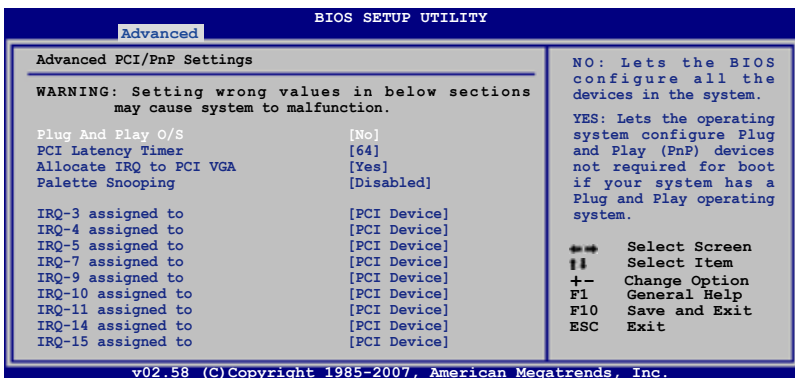 BIOS SETUP UTILITY
Advanced
Advanced PCI/PnP Settings
WARNING: Setting wrong values in below sections
may cause system to malfunction.
Plug And Play O/S [No]
PCI Latency Timer [64]
Allocate IRQ to PCI VGA [Yes]
Palette Snooping [Disabled]
IRQ-3 assigned to [PCI Device]
IRQ-4 assigned to [PCI Device]
IRQ-5 assigned to [PCI Device]
IRQ-7 assigned to [PCI Device]
IRQ-9 assigned to [PCI Device]
IRQ-10 assigned to [PCI Device]
IRQ-11 assigned to [PCI Device]
IRQ-14 assigned to [PCI Device]
IRQ-15 assigned to [PCI Device]
NO: Lets the BIOS
configure all the
devices in the system.
YES: Lets the operating
system configure Plug
and Play (PnP) devices
not required for boot
if your system has a
Plug and Play operating
system.
←→ Select Screen
↑↓ Select Item
+- Change Option
F1 General Help
F10 Save and Exit
ESC Exit
v02.58 (C)Copyright 1985-2007, American Megatrends, Inc.